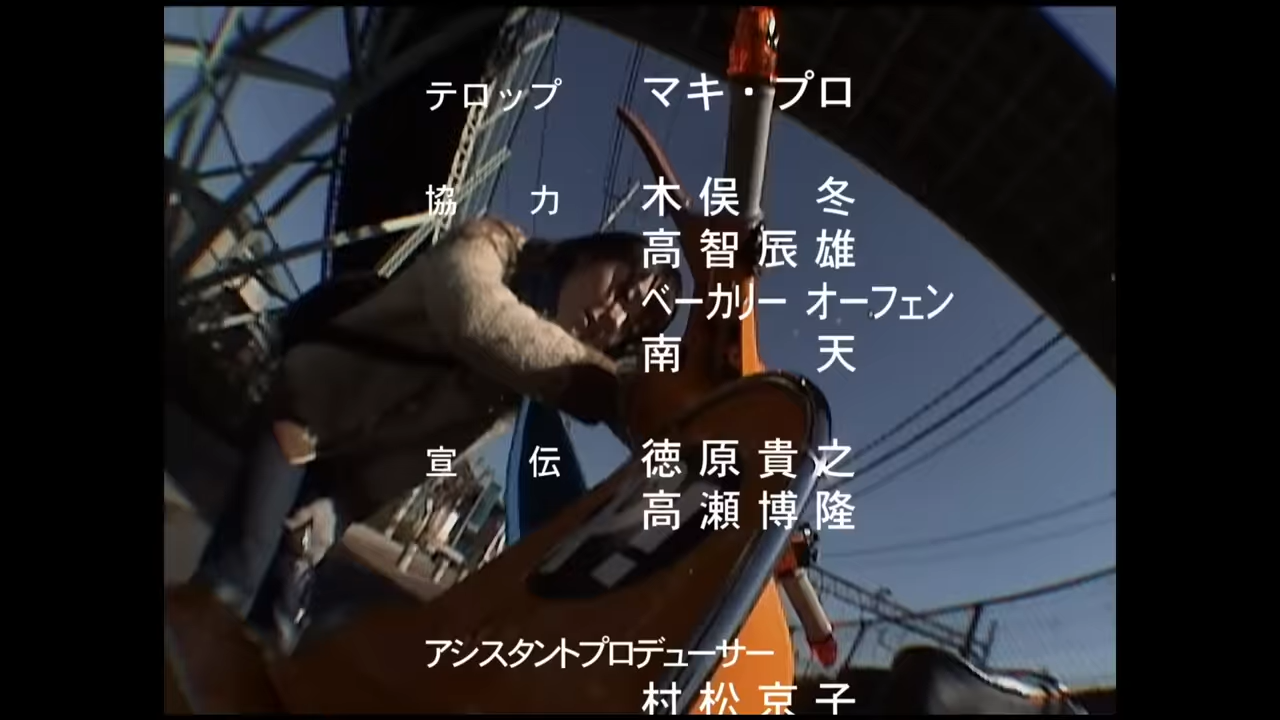 テロップ マキ・プロ
協力 木俣 冬
高智辰雄
ベーカリー オーフェン
南 天
宣伝 徳原貴之
高瀬博隆
アシスタントプロデューサー
村松京子